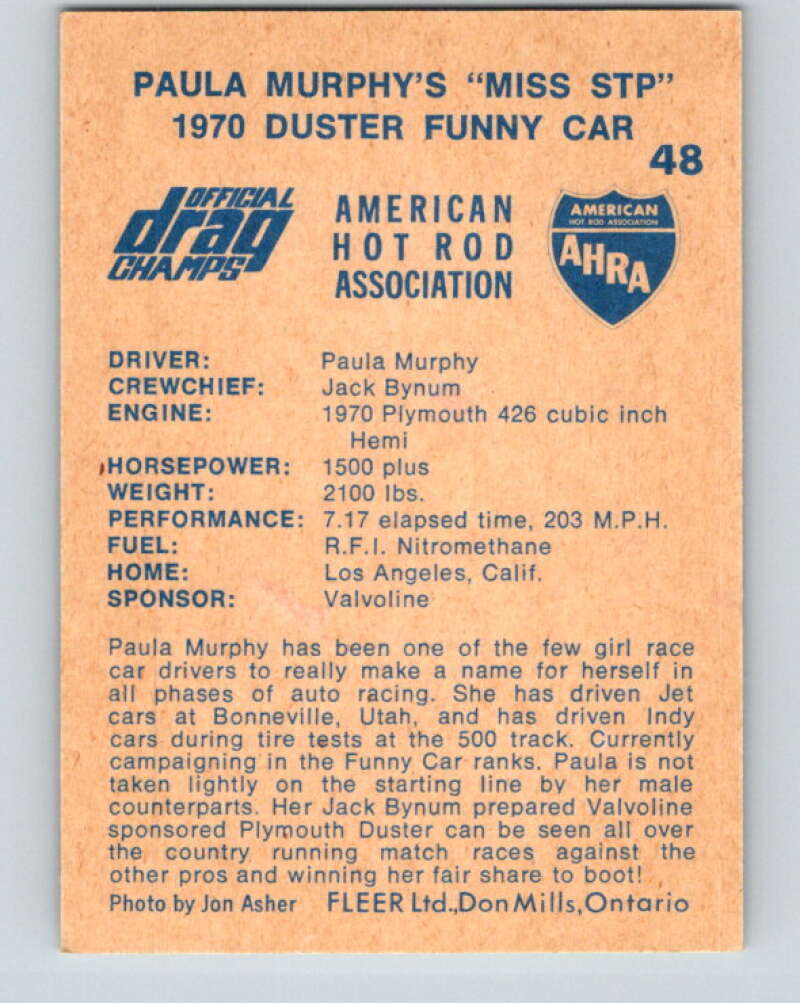 PAULA MURPHY'S "MISS STP"
1970 DUSTER FUNNY CAR
48
OFFICIAL
drag
CHAMPS
AMERICAN
HOT ROD
ASSOCIATION
AMERICAN
HOT ROD ASSOCIATION
AHRA
DRIVER: Paula Murphy
CREWCHIEF: Jack Bynum
ENGINE: 1970 Plymouth 426 cubic inch
Hemi
HORSEPOWER: 1500 plus
WEIGHT: 2100 lbs.
PERFORMANCE: 7.17 elapsed time, 203 M.P.H.
FUEL: R.F.I. Nitromethane
HOME: Los Angeles, Calif.
SPONSOR: Valvoline
Paula Murphy has been one of the few girl race
car drivers to really make a name for herself in
all phases of auto racing. She has driven Jet
cars at Bonneville, Utah, and has driven Indy
cars during tire tests at the 500 track. Currently
campaigning in the Funny Car ranks. Paula is not
taken lightly on the starting line by her male
counterparts. Her Jack Bynum prepared Valvoline
sponsored Plymouth Duster can be seen all over
the country running match races against the
other pros and winning her fair share to boot!
Photo by Jon Asher FLEER Ltd., Don Mills, Ontario